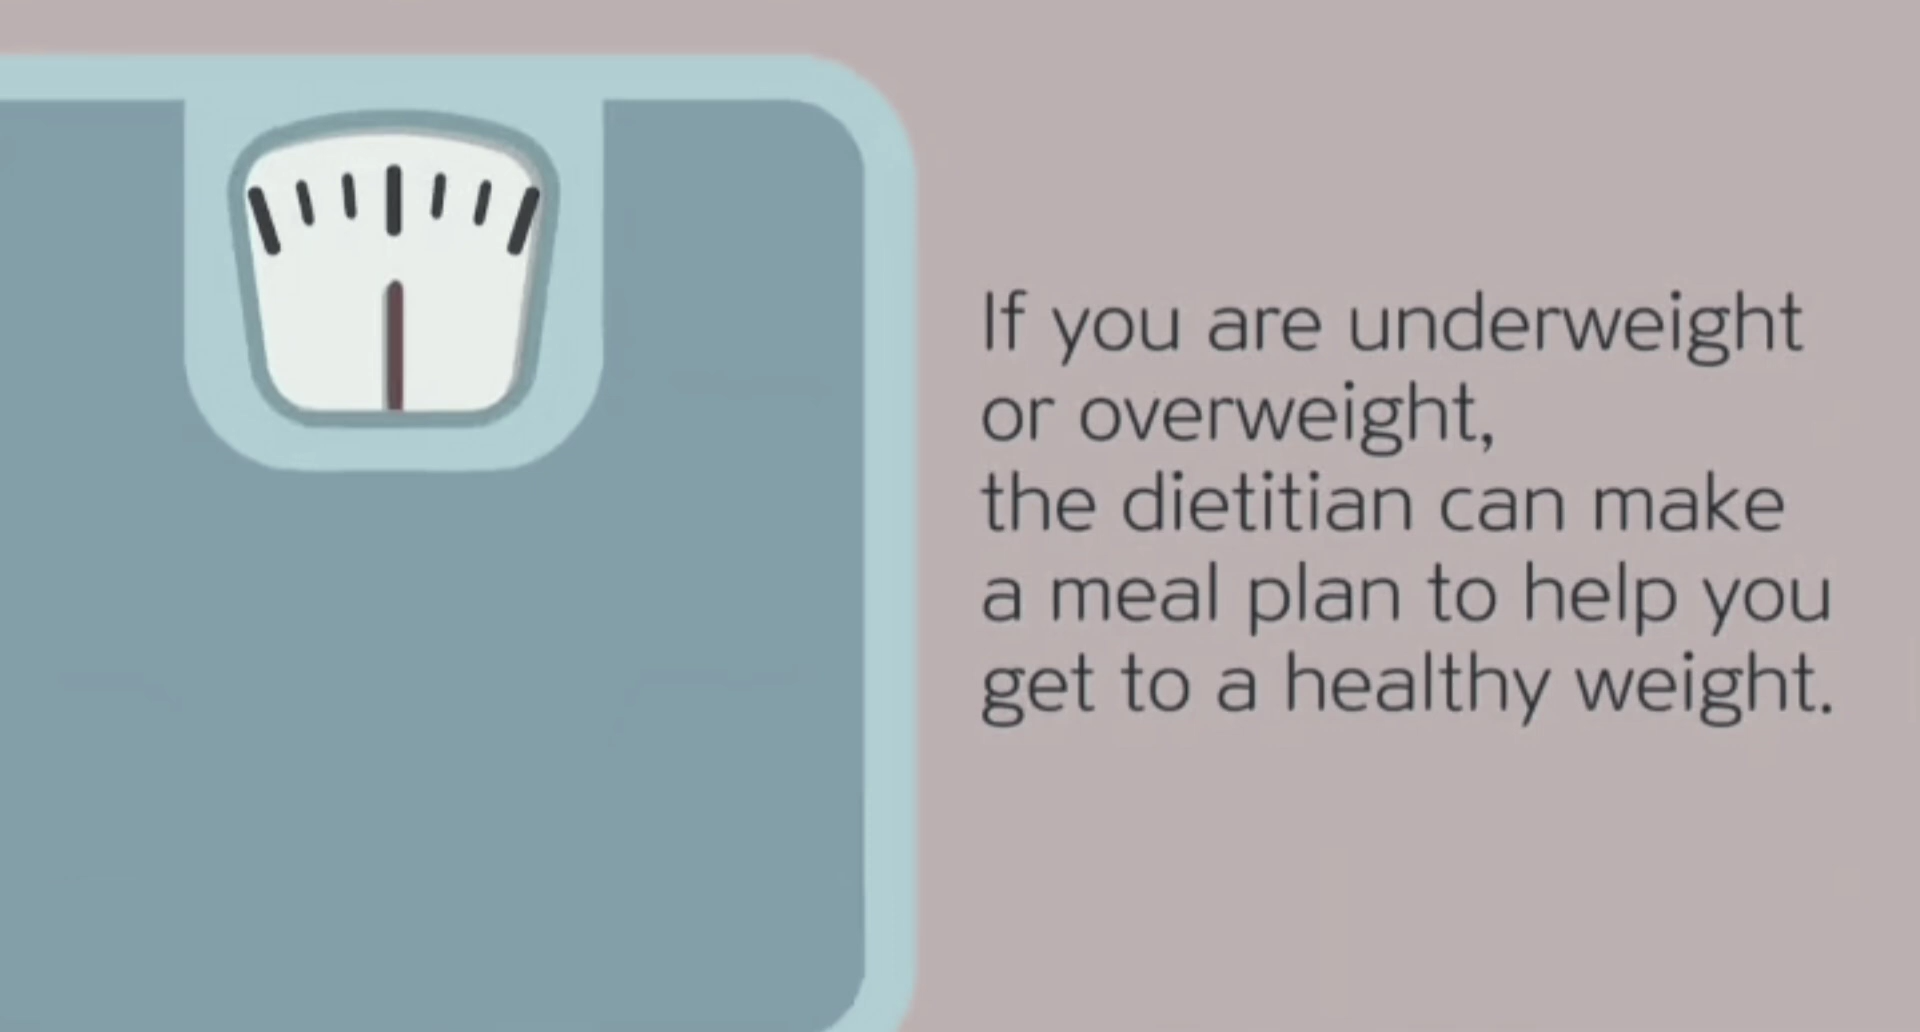 If you are underweight
or overweight,
the dietitian can make
a meal plan to help you
get to a healthy weight.